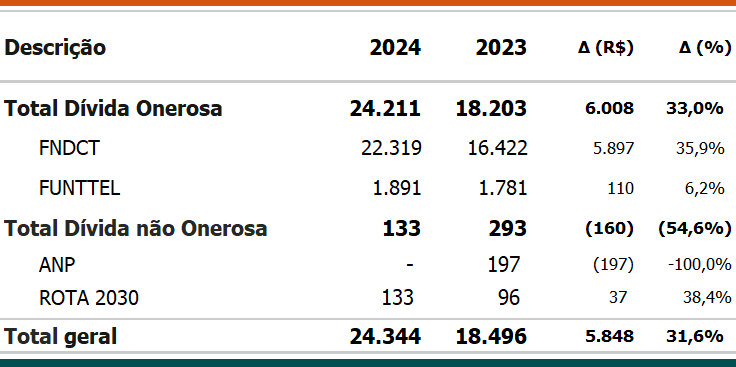 Descrição 2024 2023 Δ (R$) Δ (%)
Total Dívida Onerosa 24.211 18.203 6.008 33,0%
FNDCT 22.319 16.422 5.897 35,9%
FUNTTEL 1.891 1.781 110 6,2%
Total Dívida não Onerosa 133 293 (160) (54,6%)
ANP - 197 (197) -100,0%
ROTA 2030 133 96 37 38,4%
Total geral 24.344 18.496 5.848 31,6%